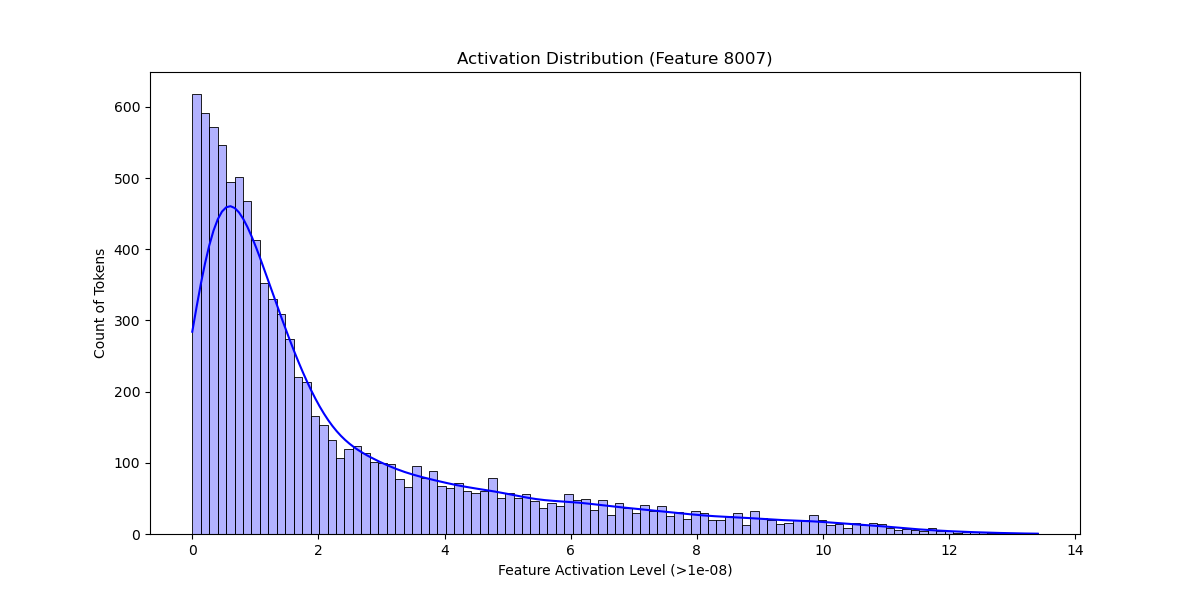 Activation Distribution (Feature 8007)
600
500
400
300
200
100
0
Count of Tokens
0 2 4 6 8 10 12 14
Feature Activation Level (>1e-08)